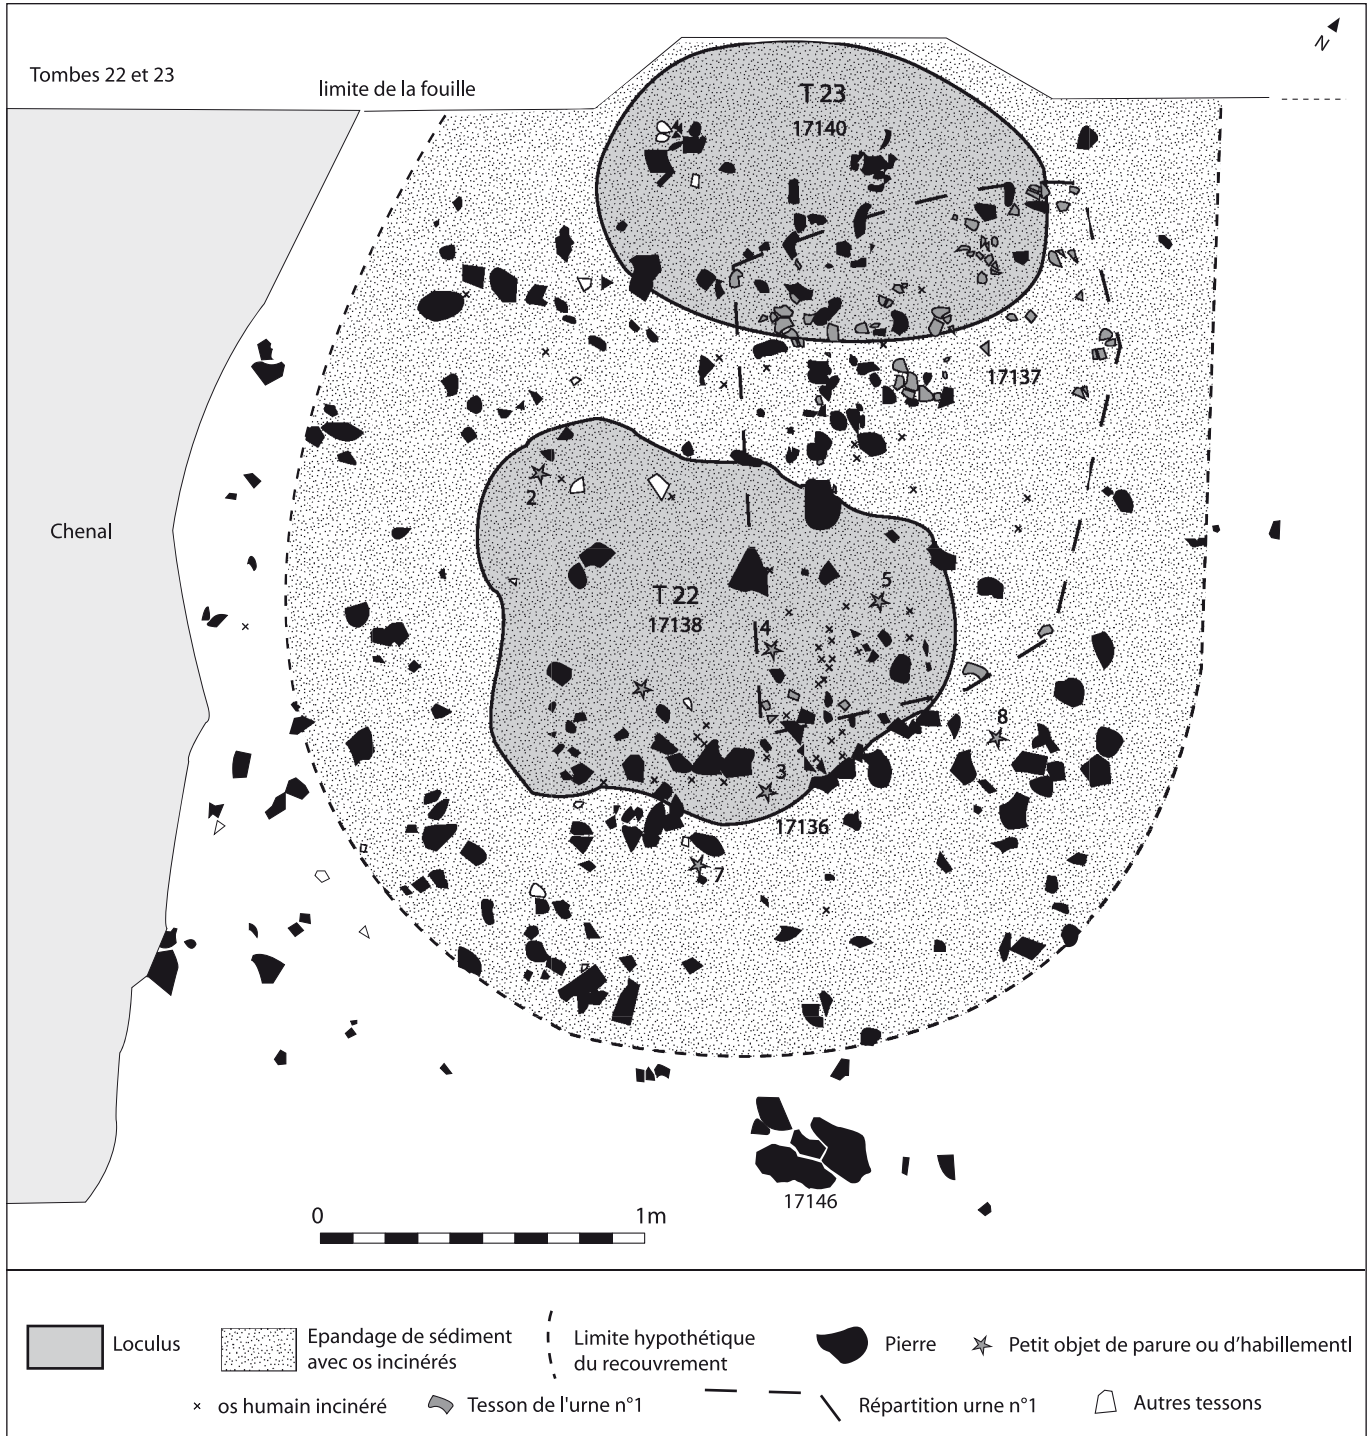 N
Tombes 22 et 23
limite de la fouille
T 23
17140
17137
Chenal
2
5
T 22
17138
4
8
3
17136
7
17146
0 1m
Loculus
Epandage de sédiment
avec os incinérés
Limite hypothétique
du recouvrement
Pierre
Petit objet de parure ou d'habillementl
os humain incinéré
Tesson de l'urne n°1
Répartition urne n°1
Autres tessons